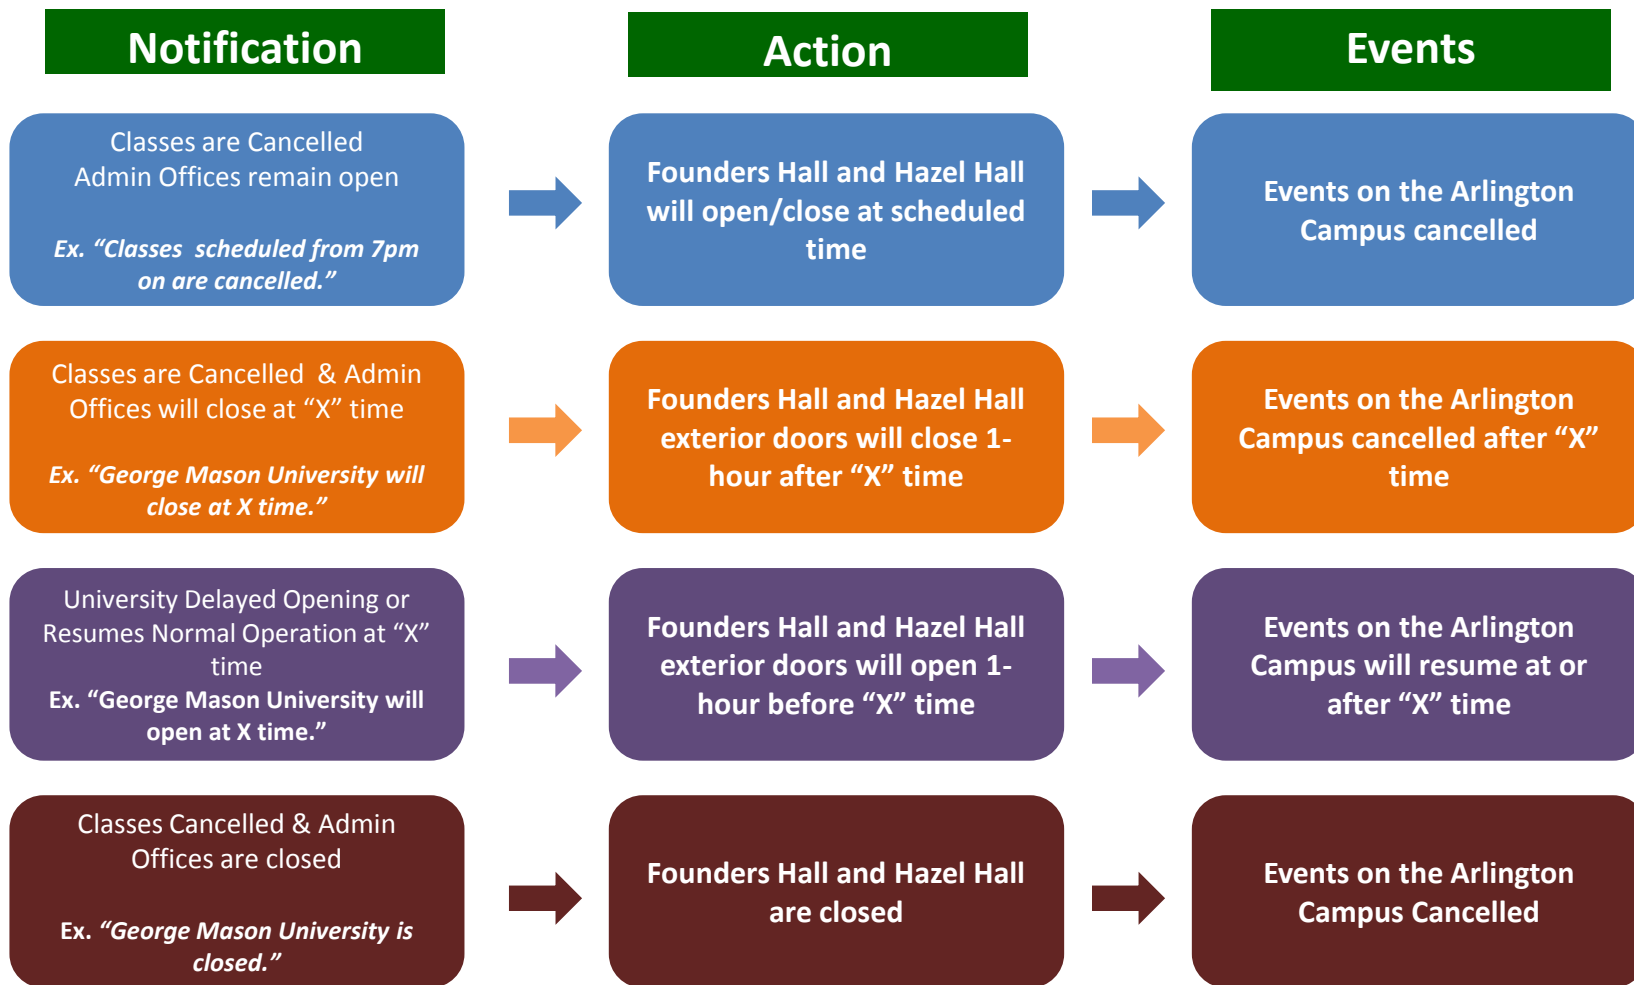 Notification
Action
Events
Classes are Cancelled
Admin Offices remain open
Ex. “Classes scheduled from 7pm
on are cancelled.”
Founders Hall and Hazel Hall
will open/close at scheduled
time
Events on the Arlington
Campus cancelled
Classes are Cancelled & Admin
Offices will close at “X” time
Ex. “George Mason University will
close at X time.”
Founders Hall and Hazel Hall
exterior doors will close 1-
hour after “X” time
Events on the Arlington
Campus cancelled after “X”
time
University Delayed Opening or
Resumes Normal Operation at “X”
time
Ex. “George Mason University will
open at X time.”
Founders Hall and Hazel Hall
exterior doors will open 1-
hour before “X” time
Events on the Arlington
Campus will resume at or
after “X” time
Classes Cancelled & Admin
Offices are closed
Ex. “George Mason University is
closed.”
Founders Hall and Hazel Hall
are closed
Events on the Arlington
Campus Cancelled